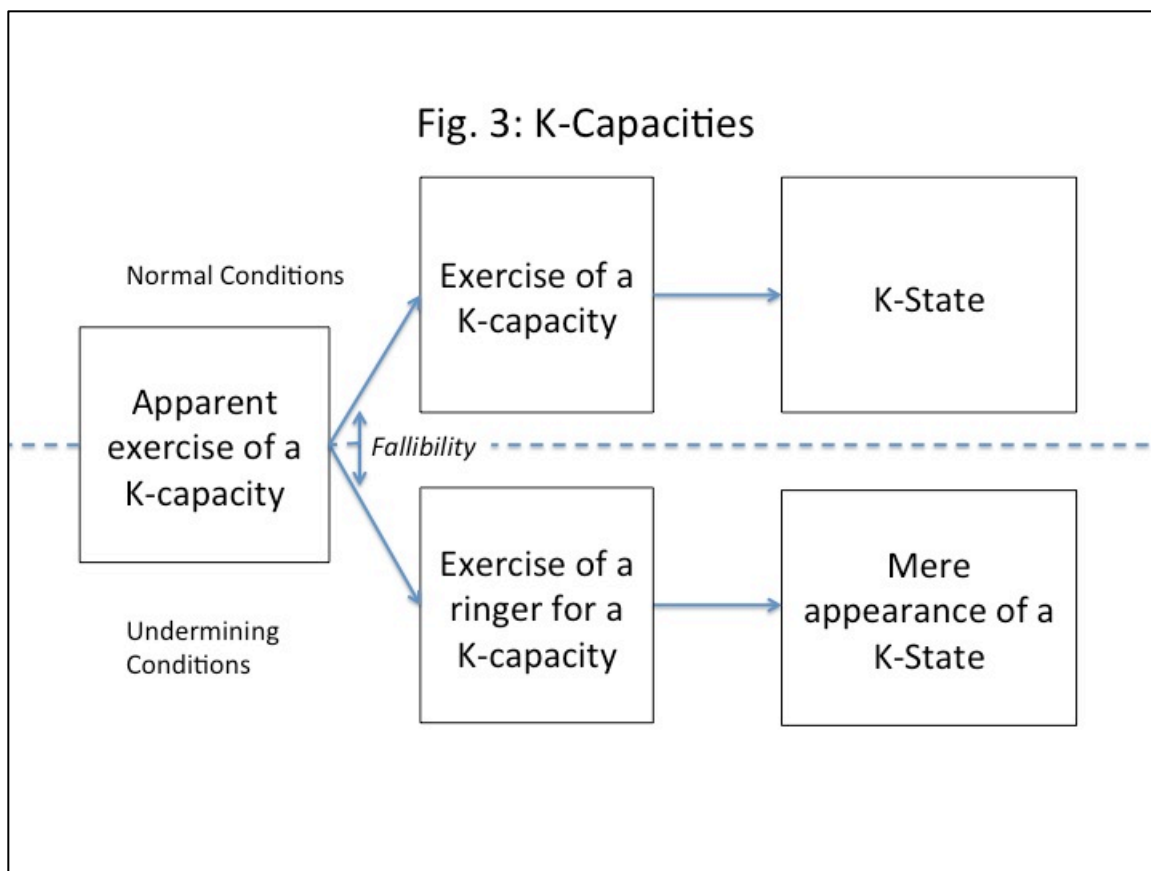 Fig. 3: K-Capacities
Normal Conditions
Exercise of a
K-capacity
K-State
Apparent
exercise of a
K-capacity
Fallibility
Undermining
Conditions
Exercise of a
ringer for a
K-capacity
Mere
appearance of a
K-State